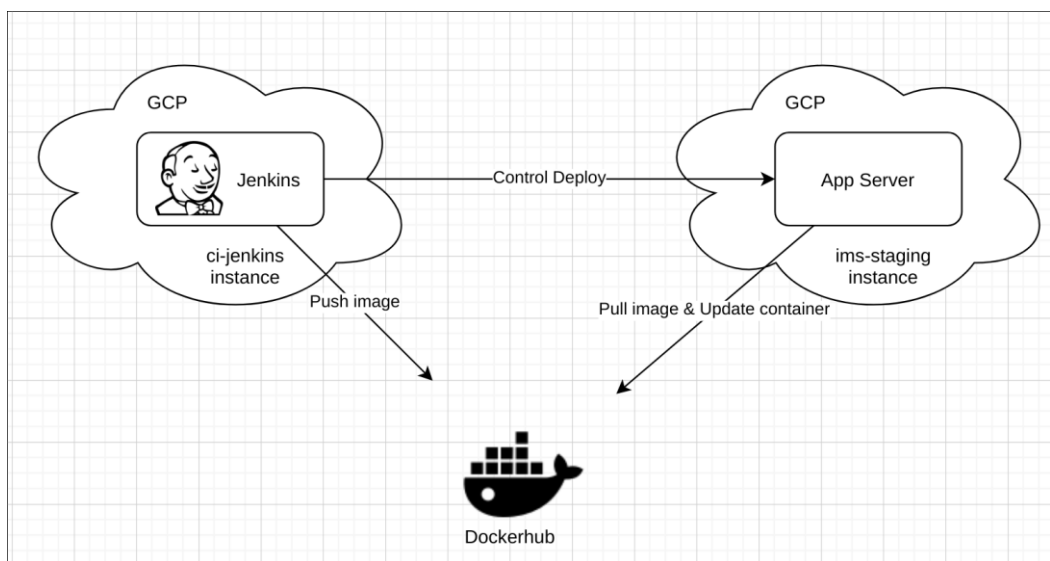 GCP
Jenkins
ci-jenkins
instance
Control Deploy
GCP
App Server
ims-staging
instance
Push image
Pull image & Update container
Dockerhub